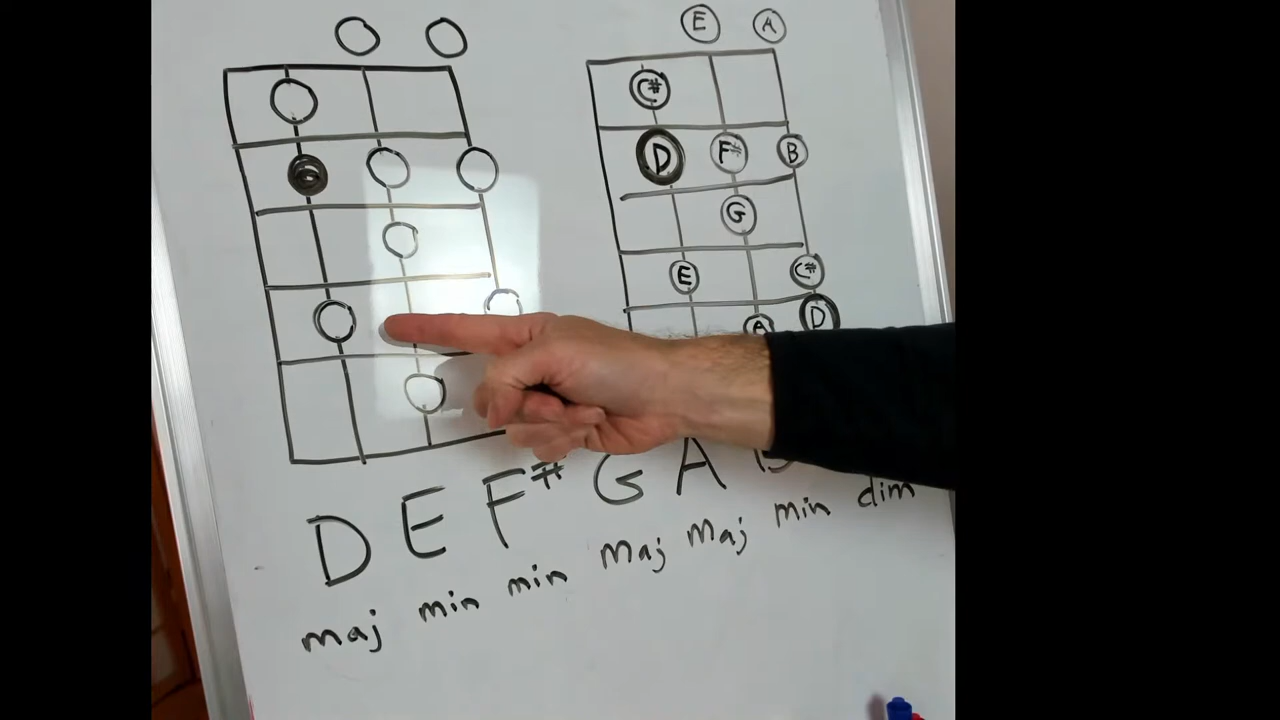 E A
C#
D F# B
G
E C#
A D
D E F# G A
maj min min maj maj min dim